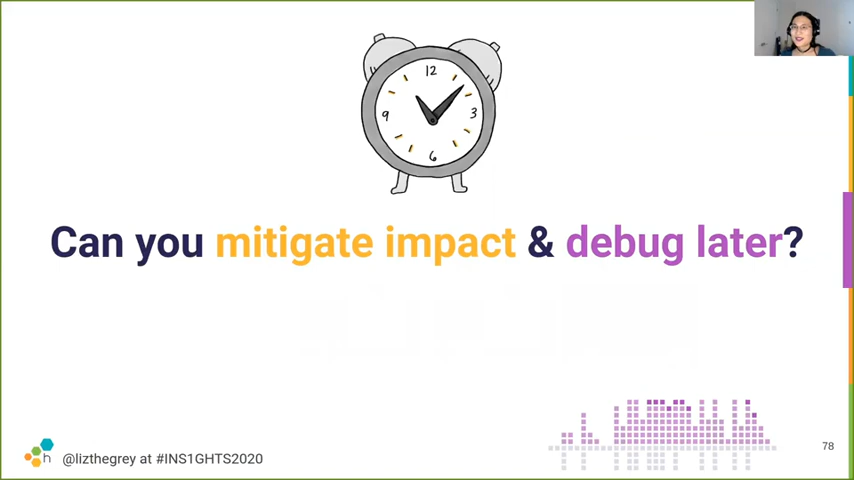 12
9
3
6
Can you mitigate impact & debug later?
h
@lizthegrey at #INS1GHTS2020
78